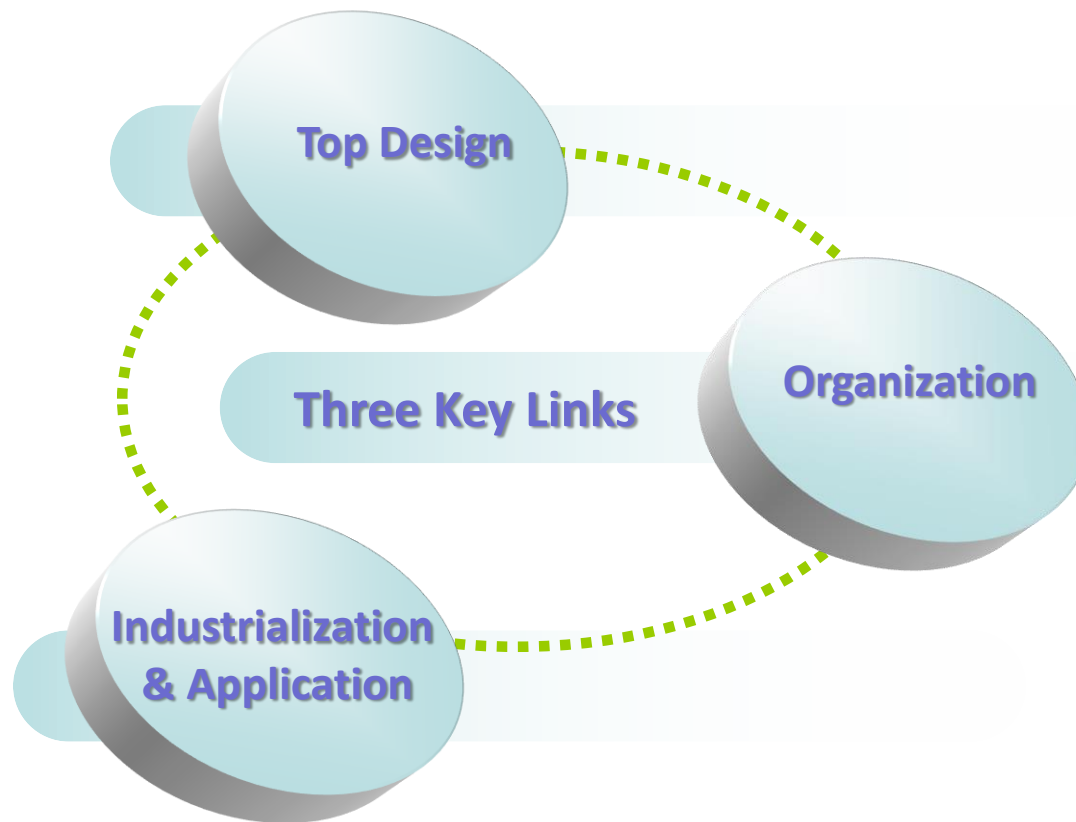 Top Design
Organization
Three Key Links
Industrialization
& Application